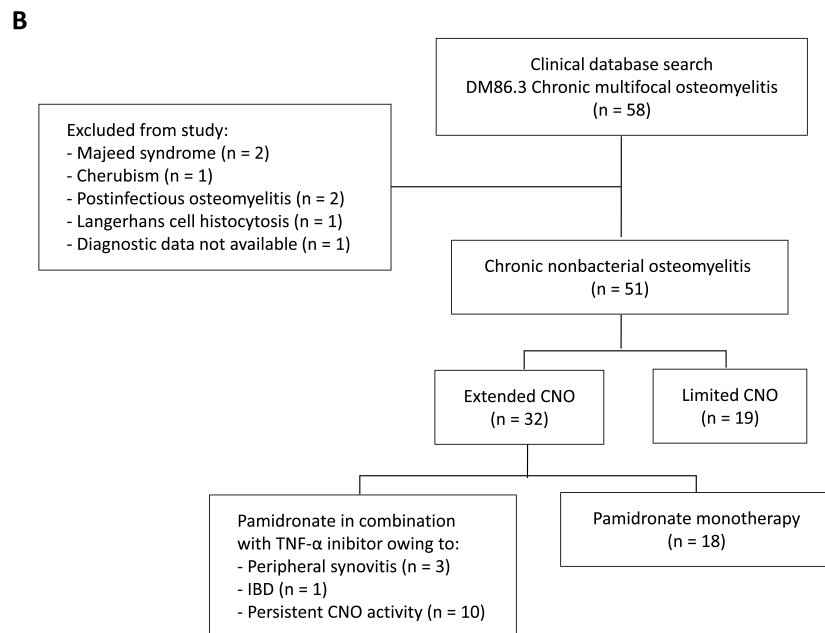 B
Clinical database search
DM86.3 Chronic multifocal osteomyelitis
(n = 58)
Excluded from study:
- Majeed syndrome (n = 2)
- Cherubism (n = 1)
- Postinfectious osteomyelitis (n = 2)
- Langerhans cell histocytosis (n = 1)
- Diagnostic data not available (n = 1)
Chronic nonbacterial osteomyelitis
(n = 51)
Extended CNO
(n = 32)
Limited CNO
(n = 19)
Pamidronate in combination
with TNF-α inibitor owing to:
- Peripheral synovitis (n = 3)
- IBD (n = 1)
- Persistent CNO activity (n = 10)
Pamidronate monotherapy
(n = 18)